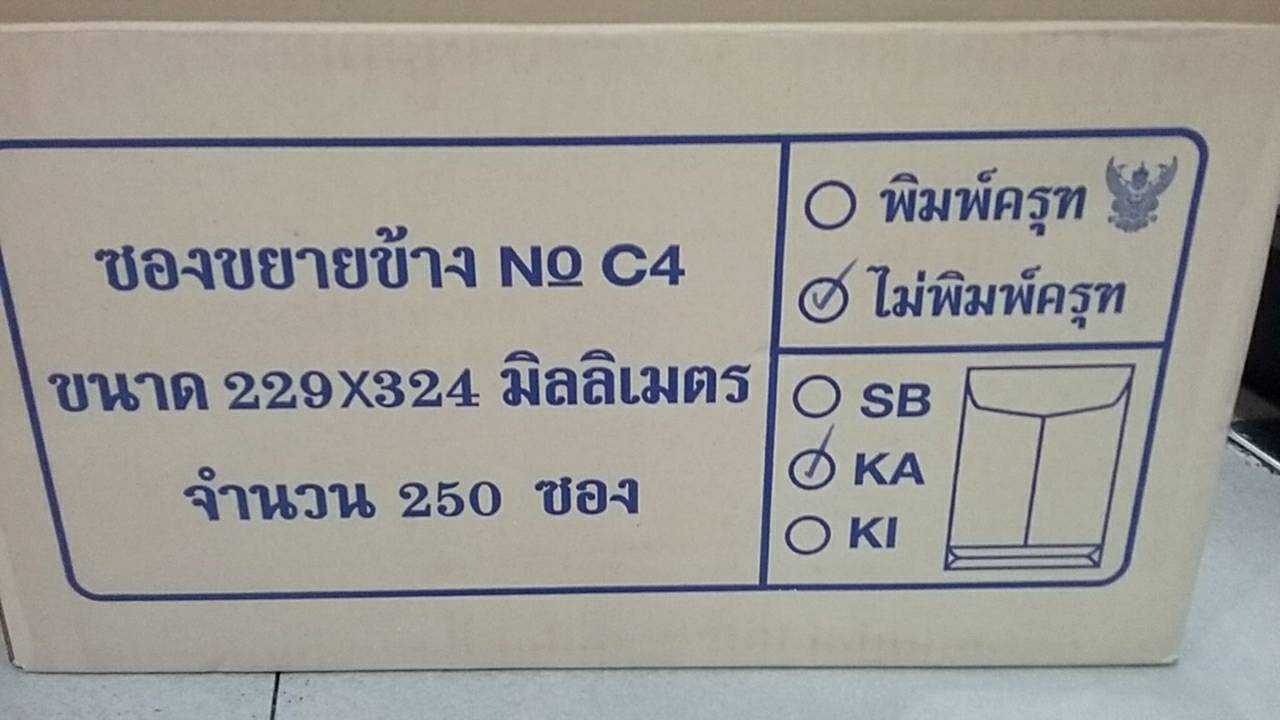 ซองขยายข้าง No C4
ขนาด 229X324 มิลลิเมตร
จำนวน 250 ซอง
พิมพ์ครุฑ
ไม่พิมพ์ครุฑ
SB
KA
KI